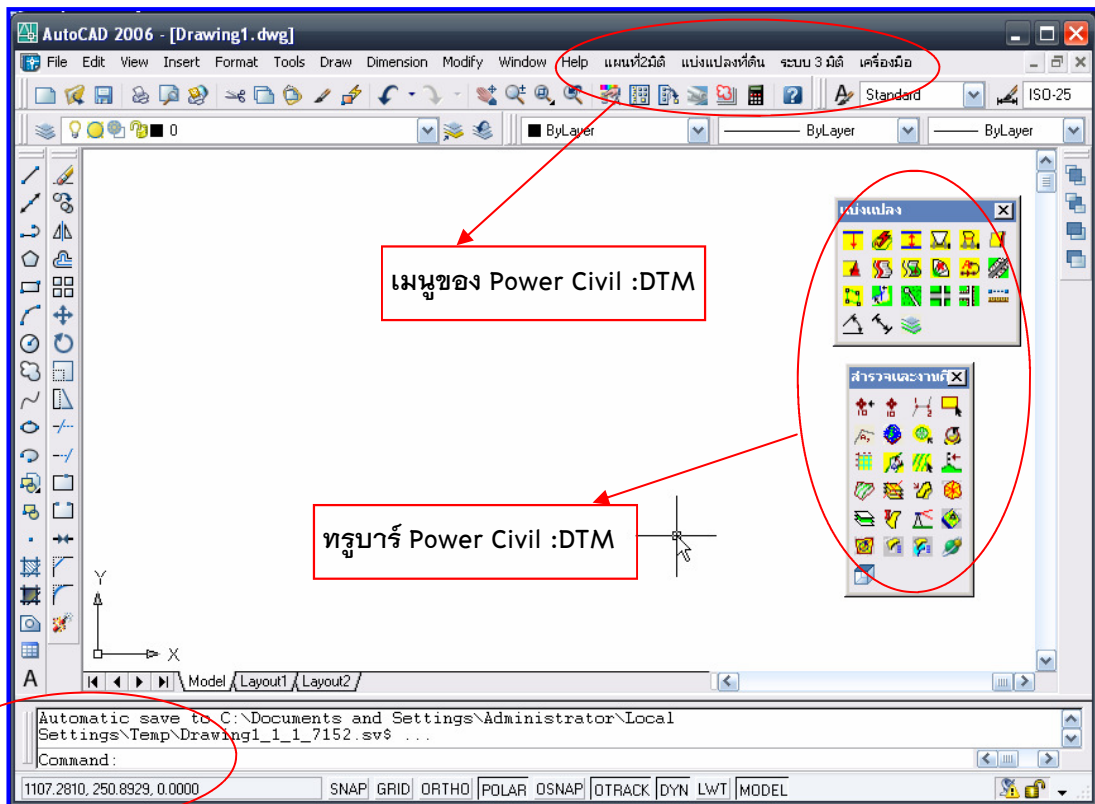 AutoCAD 2006 - [Drawing1.dwg]
File Edit View Insert Format Tools Draw Dimension Modify Window Help แผนที่2มิติ แบ่งแปลงที่ดิน ระบบ 3 มิติ เครื่องมือ
Standard ISO-25
0 ByLayer ByLayer ByLayer
แบ่งแปลง
เมนูของ Power Civil :DTM
สำรวจและงาน
ทรูบาร์ Power Civil :DTM
Y
X
Model Layout1 Layout2
Automatic save to C:\Documents and Settings\Administrator\Local
Settings\Temp\Drawing1_1_1_7152.sv$ ...
Command:
1107.2810, 250.8929, 0.0000 SNAP GRID ORTHO POLAR OSNAP OTRACK DYN LWT MODEL